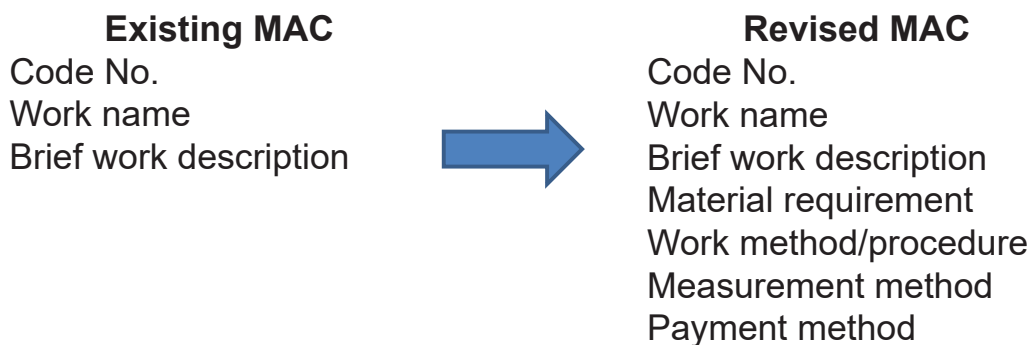 Existing MAC
Code No.
Work name
Brief work description
Revised MAC
Code No.
Work name
Brief work description
Material requirement
Work method/procedure
Measurement method
Payment method